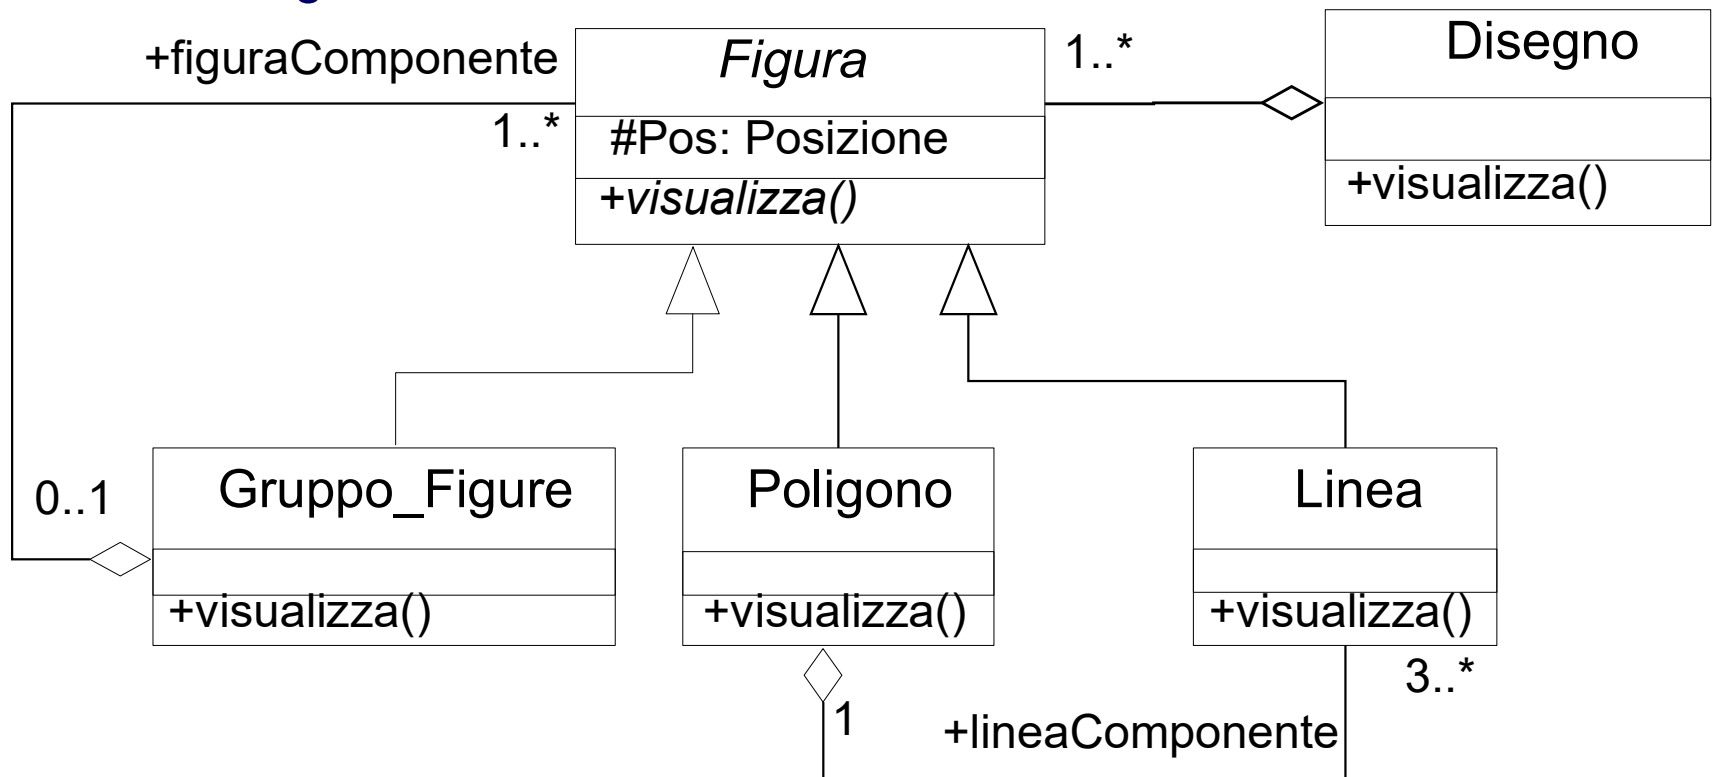 +figuraComponente
1..*
Figura
#Pos: Posizione
+visualizza()
1..*
Disegno
+visualizza()
0..1
Gruppo_Figure
+visualizza()
Poligono
+visualizza()
1
Linea
+visualizza()
3..*
+lineaComponente